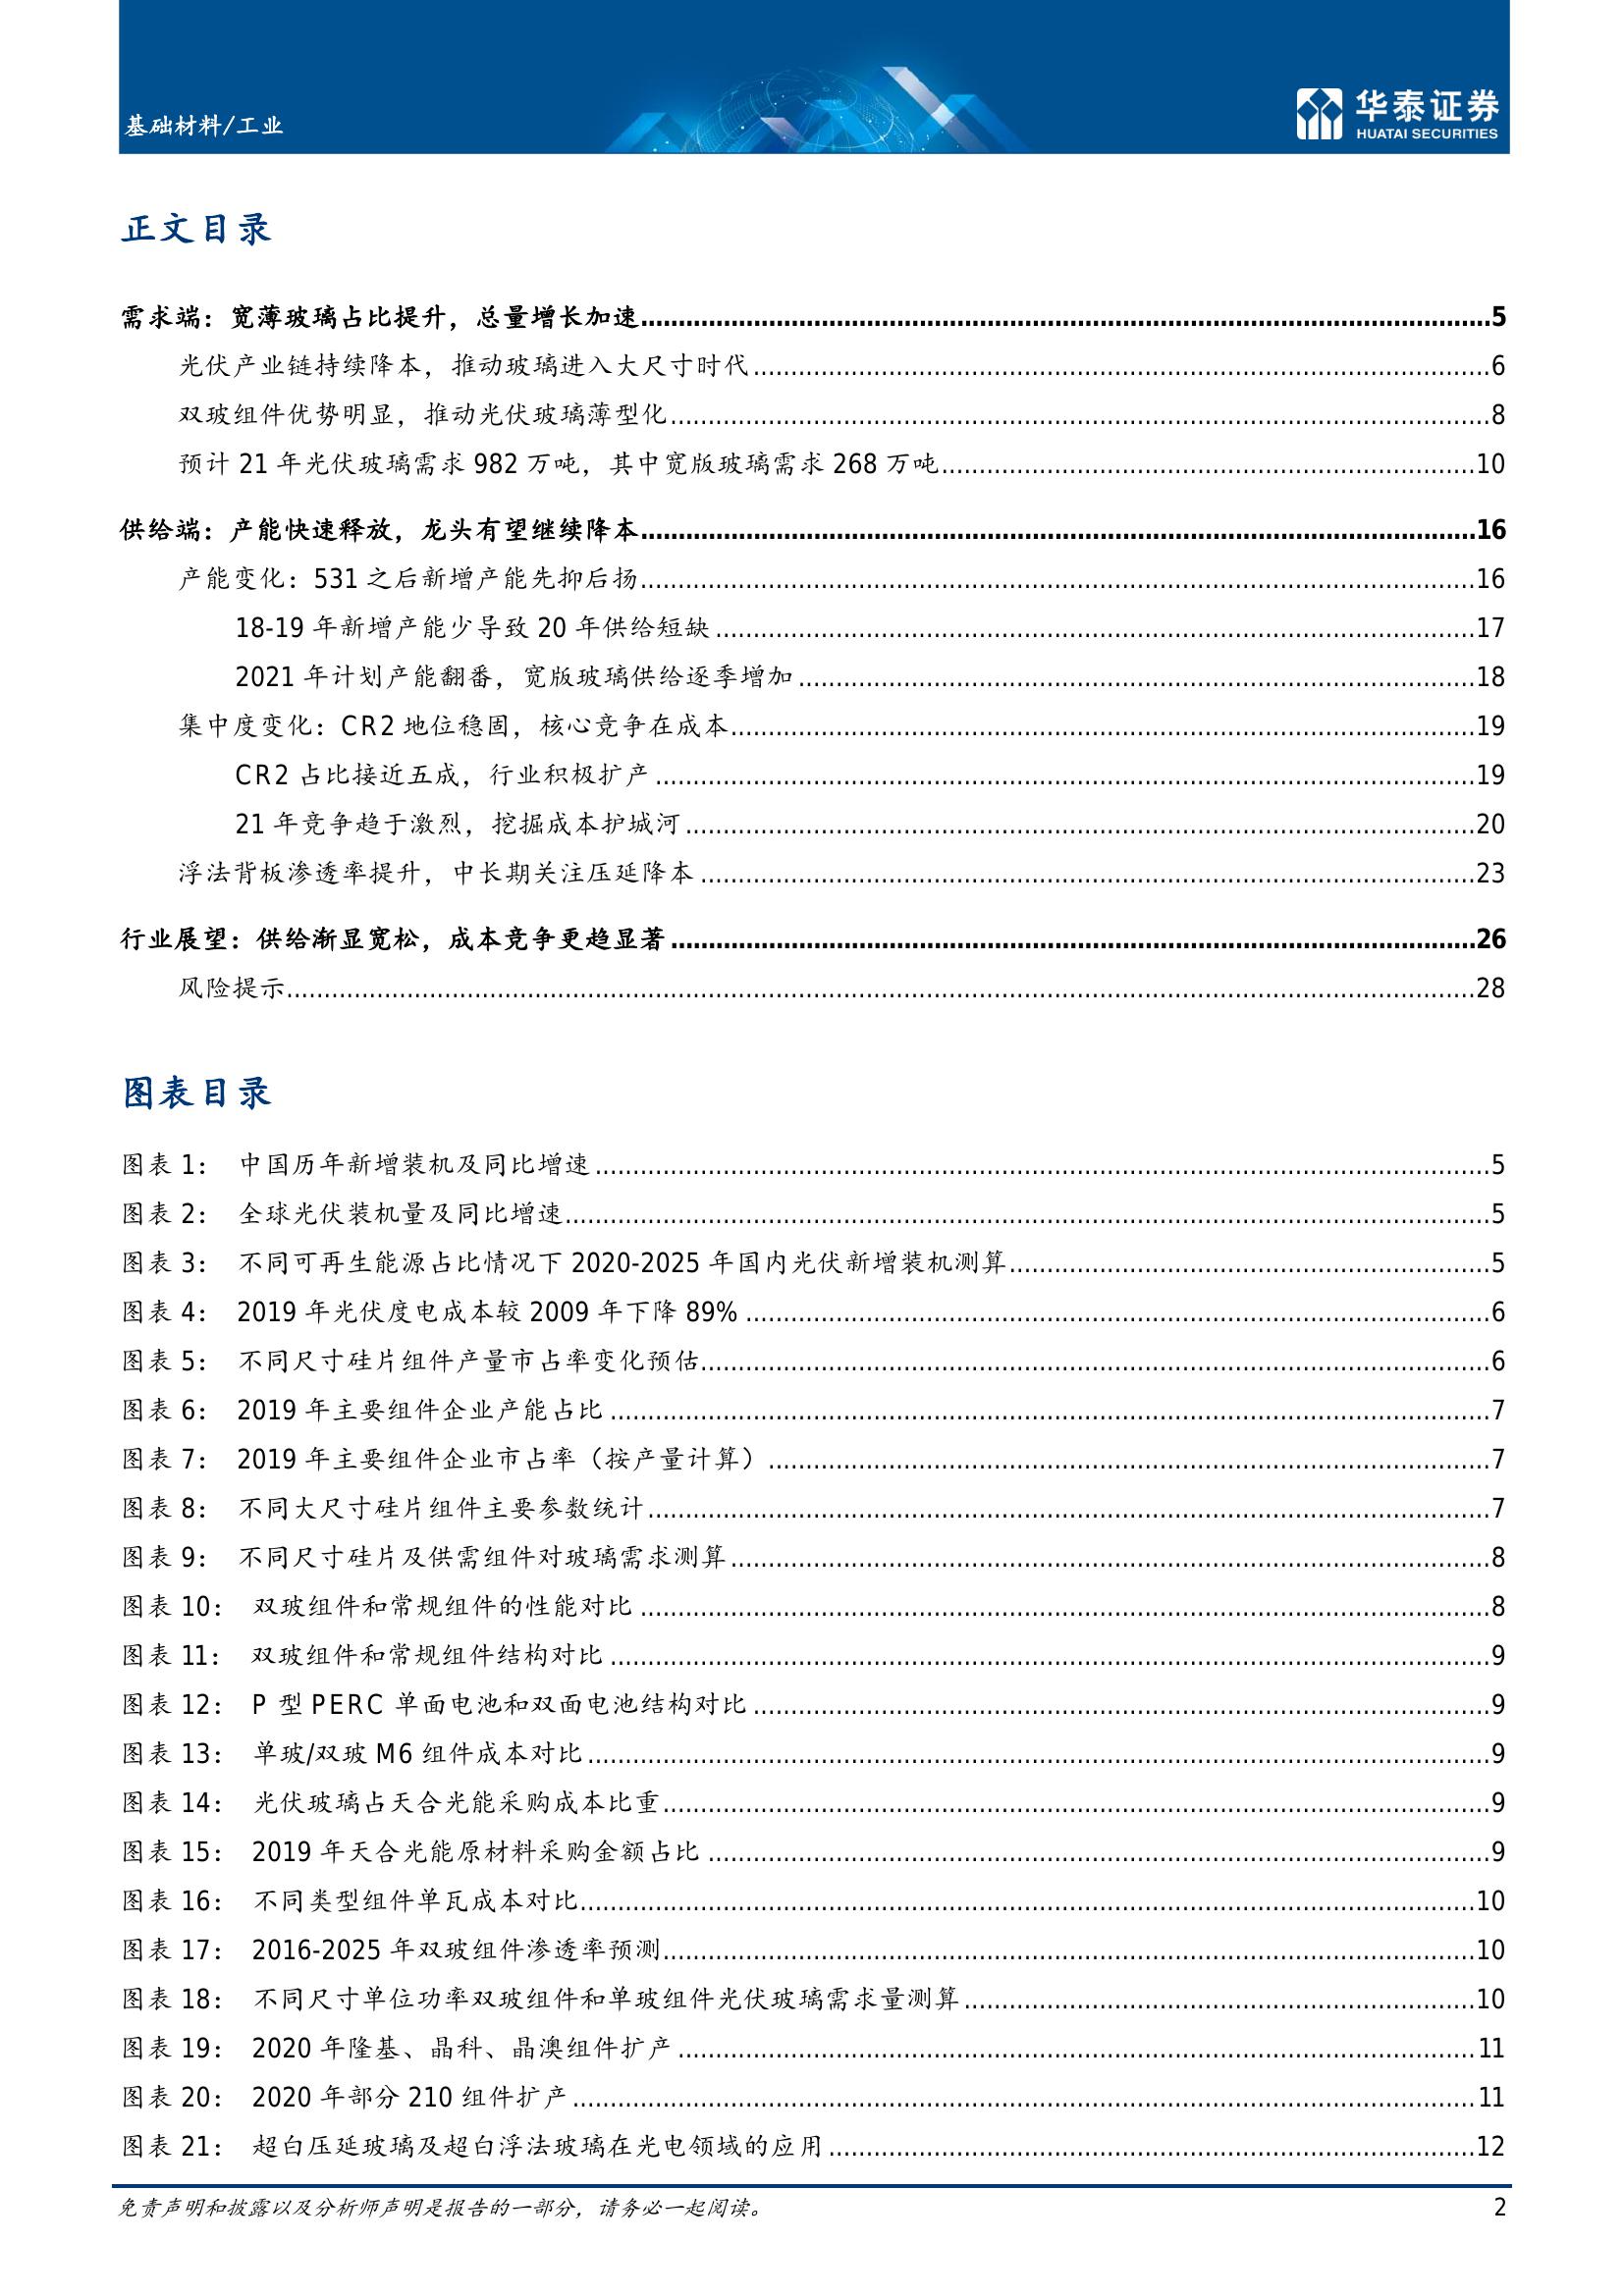 基础材料/工业
华泰证券
HUATAI SECURITIES
正文目录
需求端：宽薄玻璃占比提升，总量增长加速....................5
光伏产业链持续降本，推动玻璃进入大尺寸时代....................6
双玻组件优势明显，推动光伏玻璃薄型化....................8
预计 21 年光伏玻璃需求 982 万吨，其中宽版玻璃需求 268 万吨....................10
供给端：产能快速释放，龙头有望继续降本....................16
产能变化：531 之后新增产能先抑后扬....................16
18-19 年新增产能少导致 20 年供给短缺....................17
2021 年计划产能翻番，宽版玻璃供给逐季增加....................18
集中度变化：CR2 地位稳固，核心竞争在成本....................19
CR2 占比接近五成，行业积极扩产....................19
21 年竞争趋于激烈，挖掘成本护城河....................20
浮法背板渗透率提升，中长期关注压延降本....................23
行业展望：供给渐显宽松，成本竞争更趋显著....................26
风险提示....................28
图表目录
图表 1： 中国历年新增装机及同比增速....................5
图表 2： 全球光伏装机量及同比增速....................5
图表 3： 不同可再生能源占比情况下 2020-2025 年国内光伏新增装机测算....................5
图表 4： 2019 年光伏度电成本较 2009 年下降 89%....................6
图表 5： 不同尺寸硅片组件产量市占率变化预估....................6
图表 6： 2019 年主要组件企业产能占比....................7
图表 7： 2019 年主要组件企业市占率（按产量计算）....................7
图表 8： 不同大尺寸硅片组件主要参数统计....................7
图表 9： 不同尺寸硅片及供需组件对玻璃需求测算....................8
图表 10： 双玻组件和常规组件的性能对比....................8
图表 11： 双玻组件和常规组件结构对比....................9
图表 12： P 型 PERC 单面电池和双面电池结构对比....................9
图表 13： 单玻/双玻 M6 组件成本对比....................9
图表 14： 光伏玻璃占天合光能采购成本比重....................9
图表 15： 2019 年天合光能原材料采购金额占比....................9
图表 16： 不同类型组件单瓦成本对比....................10
图表 17： 2016-2025 年双玻组件渗透率预测....................10
图表 18： 不同尺寸单位功率双玻组件和单玻组件光伏玻璃需求量测算....................10
图表 19： 2020 年隆基、晶科、晶澳组件扩产....................11
图表 20： 2020 年部分 210 组件扩产....................11
图表 21： 超白压延玻璃及超白浮法玻璃在光电领域的应用....................12
免责声明和披露以及分析师声明是报告的一部分，请务必一起阅读。
2